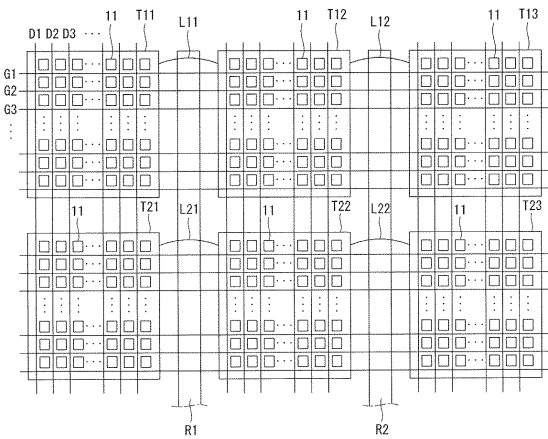 D1 D2 D3 ··· 11 T11 L11 11 T12 L12 11 T13
G1
G2
G3
11 T21 L21 11 T22 L22 11 T23
R1 R2